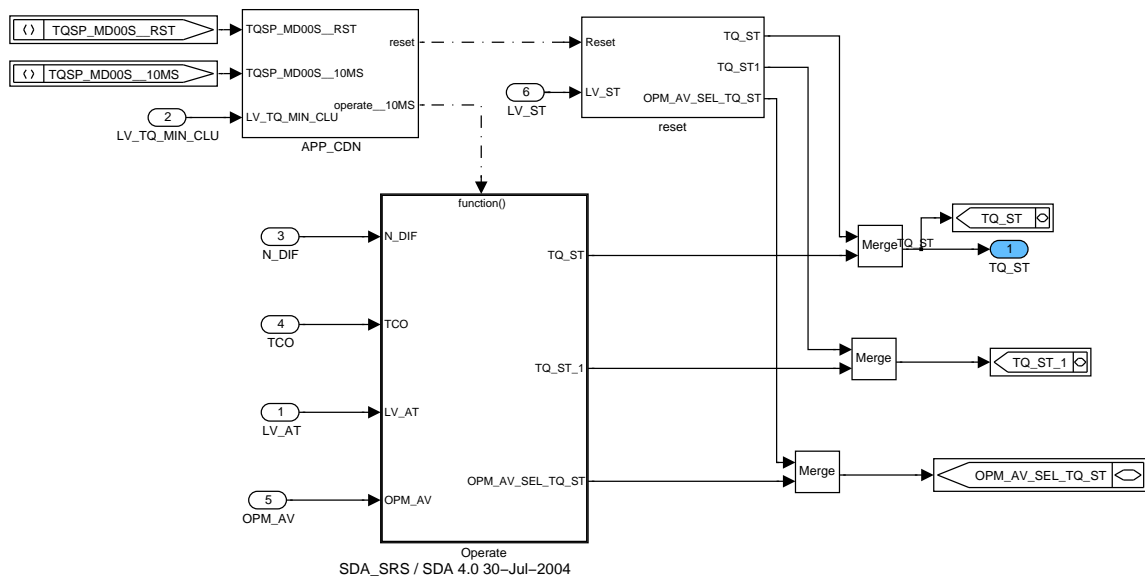 TQSP_MD00S__RST
TQSP_MD00S__10MS
2
LV_TQ_MIN_CLU
TQSP_MD00S__RST
TQSP_MD00S__10MS
LV_TQ_MIN_CLU
reset
operate__10MS
APP_CDN
6
LV_ST
Reset
LV_ST
TQ_ST
TQ_ST1
OPM_AV_SEL_TQ_ST
reset
3
N_DIF
4
TCO
1
LV_AT
5
OPM_AV
function()
N_DIF
TCO
LV_AT
OPM_AV
TQ_ST
TQ_ST_1
OPM_AV_SEL_TQ_ST
Operate
Merge
TQ_ST
TQ_ST
1
TQ_ST
Merge
TQ_ST_1
Merge
OPM_AV_SEL_TQ_ST
SDA_SRS / SDA 4.0 30−Jul−2004